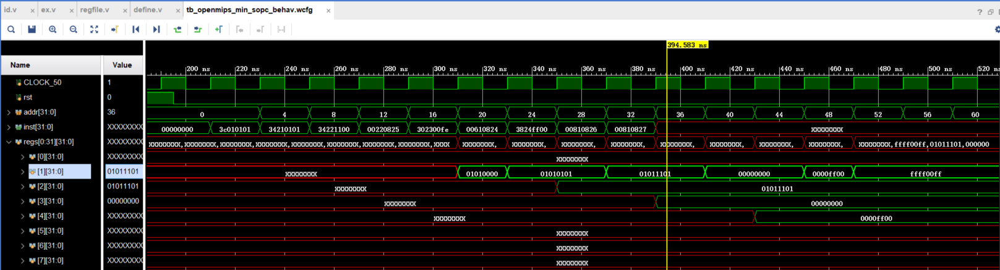 id.v × ex.v × regfile.v × define.v × tb_openmips_min_sopc_behav.wcfg ×
?
394.583 ns
Name Value
200 ns 220 ns 240 ns 260 ns 280 ns 300 ns 320 ns 340 ns 360 ns 380 ns 400 ns 420 ns 440 ns 460 ns 480 ns 500 ns 520 ns
CLOCK_50 1
rst 0
addr[31:0] 36 0 4 8 12 16 20 24 28 32 36 40 44 48 52 56 60
inst[31:0] XXXXXXXX 00000000 3c010101 34210101 34221100 00220825 302300fe 00610824 3824ff00 00810826 00810827 XXXXXXXX
regs[0:31][31:0] XXXXXXXX XXXXXXXX,XXXXXXXX,XXXXXXXX,XXXXXXXX,XXXXXXXX,XXXXXXXX,XXXXXXXX,XXXXXXXX,XXXX XXXXXXXX, XXXXXXXX, XXXXXXXX, XXXXXXXX, XXXXXXXX, XXXXXXXX, XXXXXXXX, XXXXXXXX, XXXXXXXX,ffff00ff,01011101,000000
[0][31:0] XXXXXXXX XXXXXXXX
[1][31:0] 01011101 XXXXXXXX 01010000 01010101 01011101 00000000 0000ff00 ffff00ff
[2][31:0] 01011101 XXXXXXXX 01011101
[3][31:0] 00000000 XXXXXXXX 00000000
[4][31:0] XXXXXXXX XXXXXXXX 0000ff00
[5][31:0] XXXXXXXX XXXXXXXX
[6][31:0] XXXXXXXX XXXXXXXX
[7][31:0] XXXXXXXX XXXXXXXX